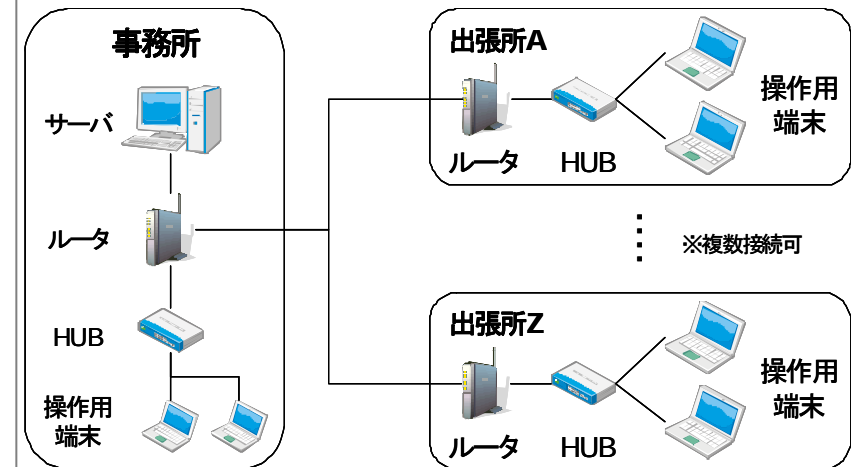 事務所
サーバ
ルータ
HUB
操作用
端末
出張所A
ルータ
HUB
操作用
端末
※複数接続可
出張所Z
ルータ
HUB
操作用
端末